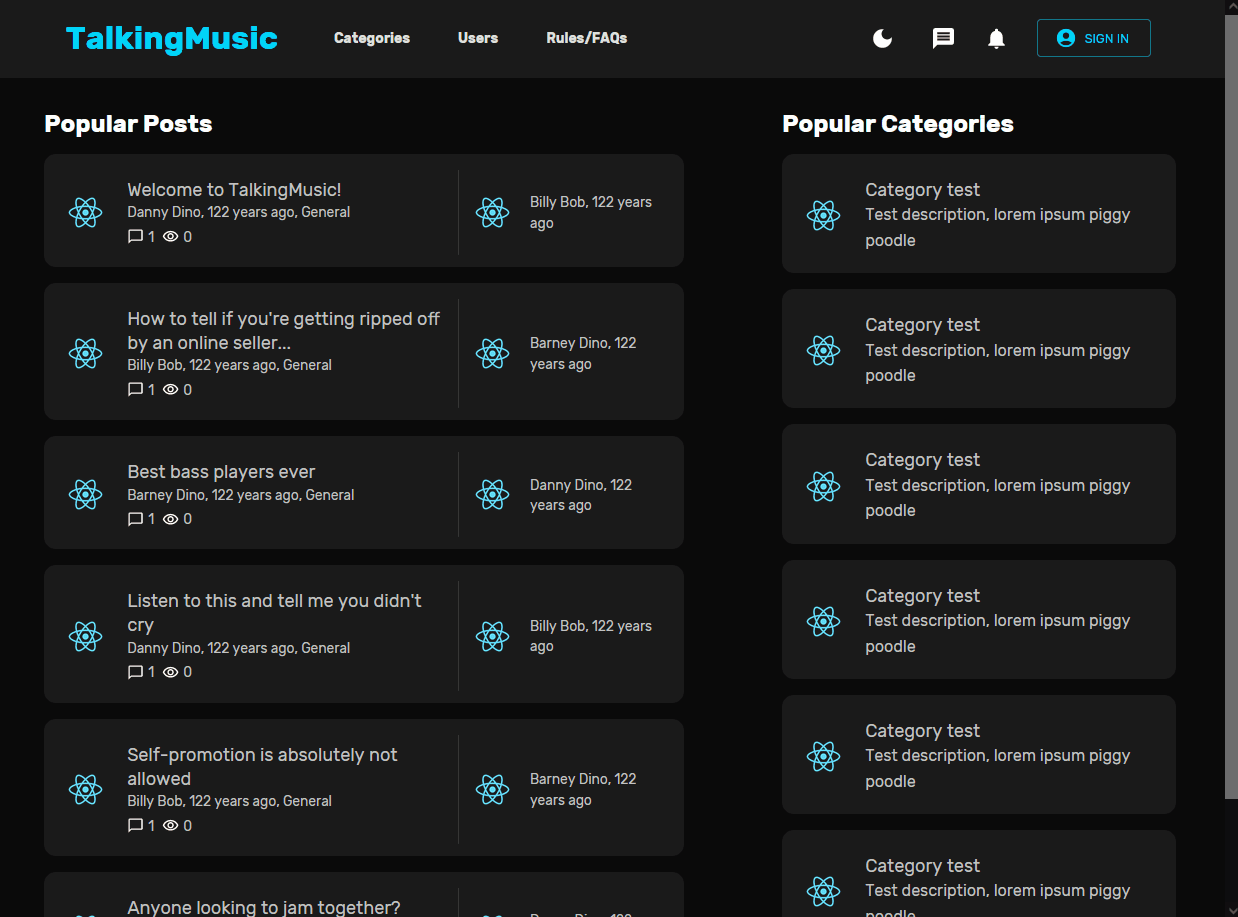 TalkingMusic
Categories
Users
Rules/FAQs
SIGN IN
Popular Posts
Welcome to TalkingMusic!
Danny Dino, 122 years ago, General
1 0
Billy Bob, 122 years
ago
How to tell if you're getting ripped off
by an online seller...
Billy Bob, 122 years ago, General
1 0
Barney Dino, 122
years ago
Best bass players ever
Barney Dino, 122 years ago, General
1 0
Danny Dino, 122
years ago
Listen to this and tell me you didn't
cry
Danny Dino, 122 years ago, General
1 0
Billy Bob, 122 years
ago
Self-promotion is absolutely not
allowed
Billy Bob, 122 years ago, General
1 0
Barney Dino, 122
years ago
Anyone looking to jam together?
Danny Dino, 122
Popular Categories
Category test
Test description, lorem ipsum piggy
poodle
Category test
Test description, lorem ipsum piggy
poodle
Category test
Test description, lorem ipsum piggy
poodle
Category test
Test description, lorem ipsum piggy
poodle
Category test
Test description, lorem ipsum piggy
poodle
Category test
Test description, lorem ipsum piggy
poodle